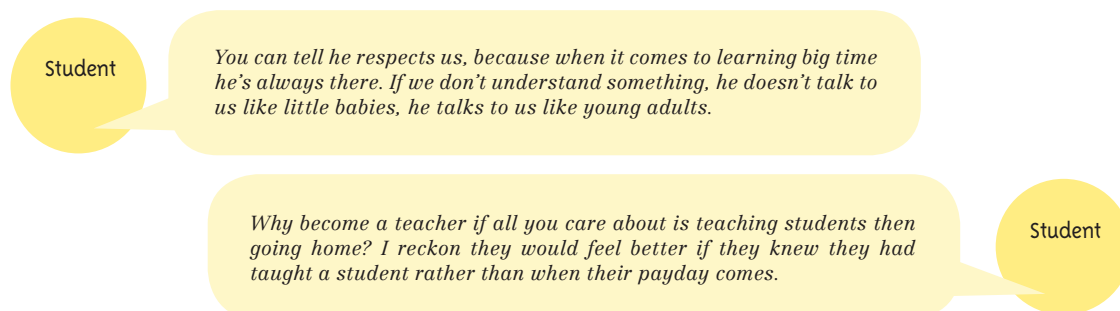 Student
You can tell he respects us, because when it comes to learning big time
he’s always there. If we don’t understand something, he doesn’t talk to
us like little babies, he talks to us like young adults.
Why become a teacher if all you care about is teaching students then
going home? I reckon they would feel better if they knew they had
taught a student rather than when their payday comes.
Student